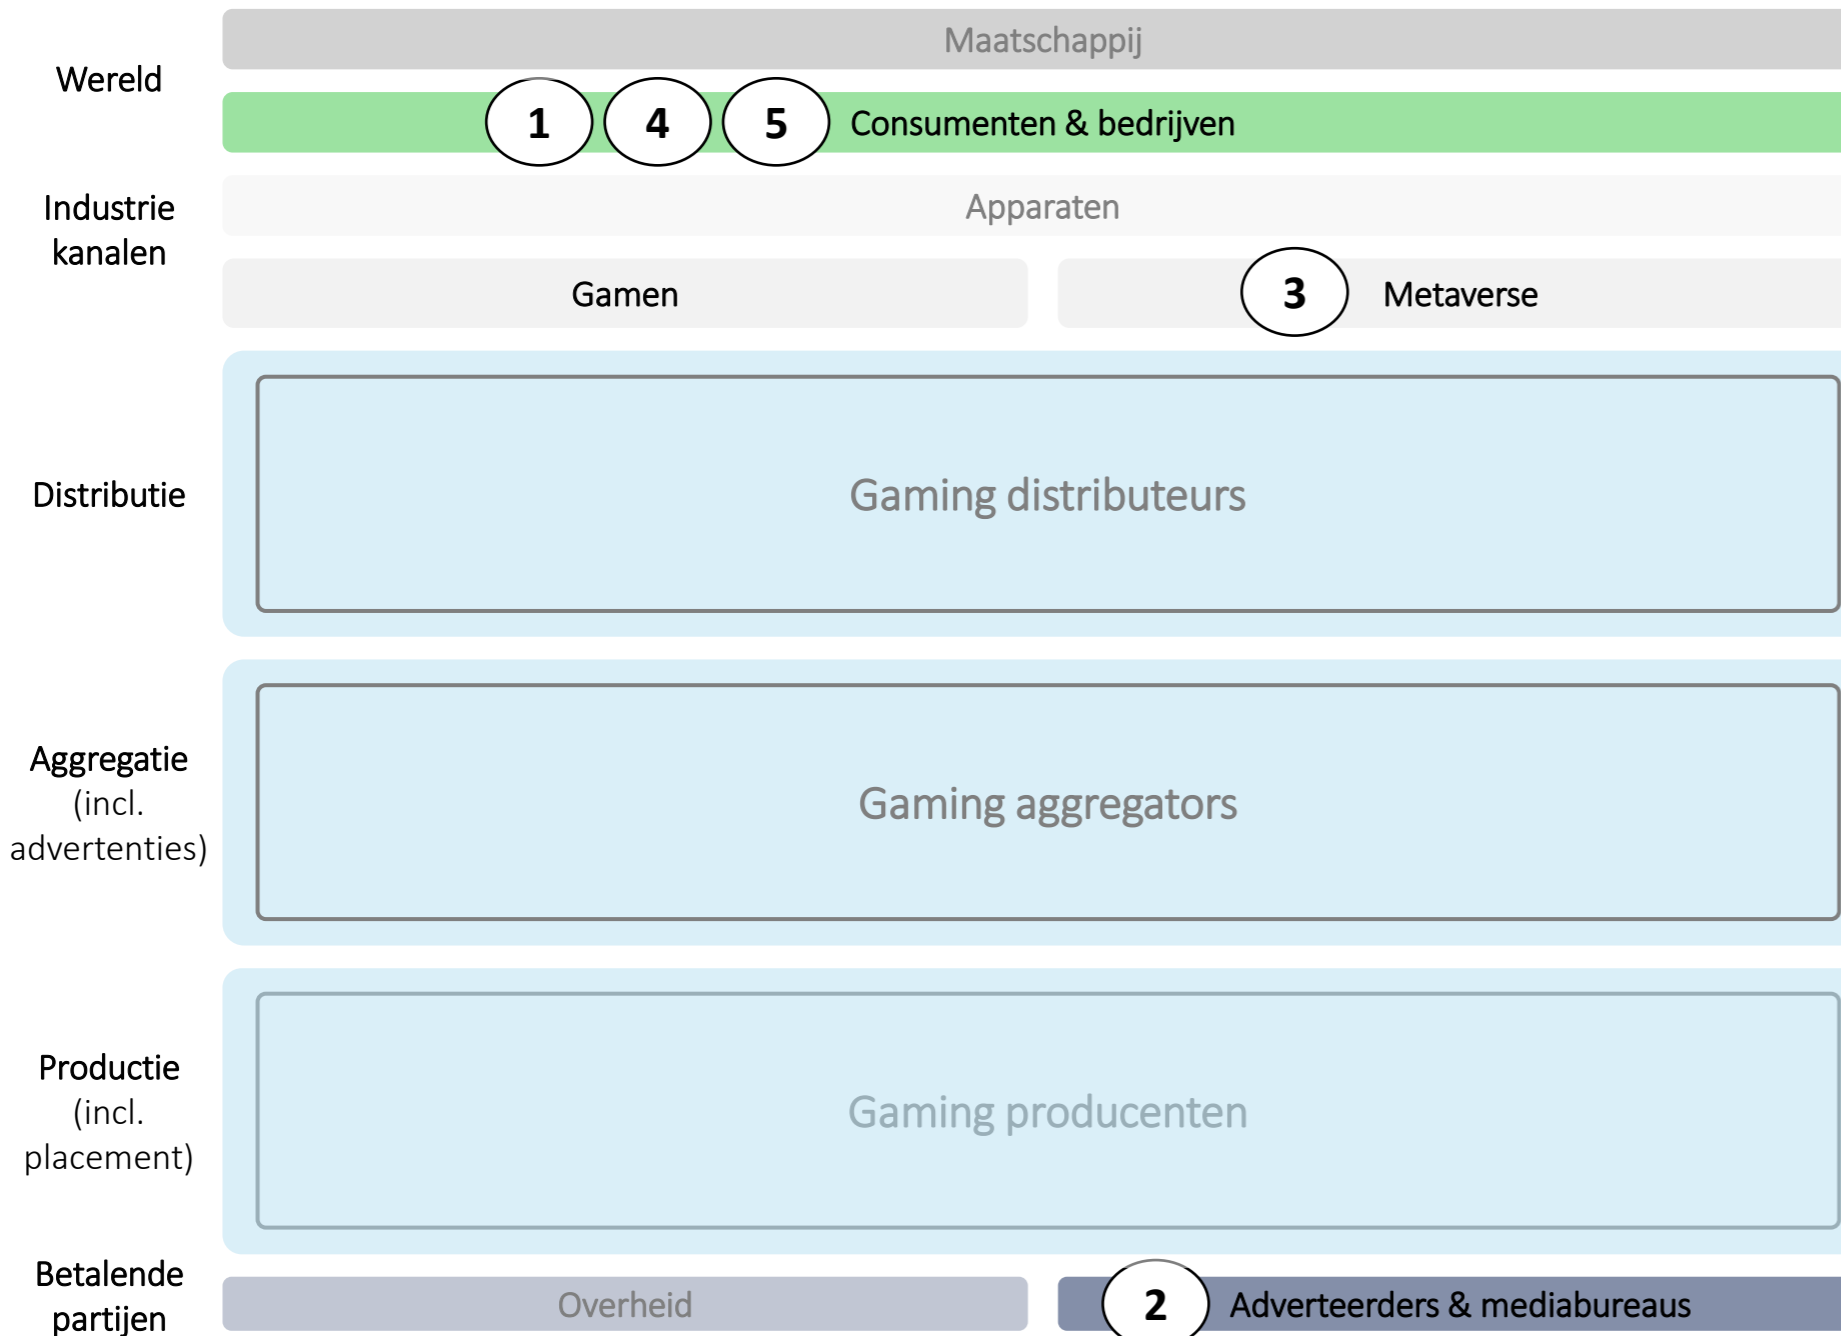 Maatschappij
Wereld
1 4 5 Consumenten & bedrijven
Industrie
kanalen
Apparaten
Gamen
3 Metaverse
Distributie
Gaming distributeurs
Aggregatie
(incl.
advertenties)
Gaming aggregators
Productie
(incl.
placement)
Gaming producenten
Betalende
partijen
Overheid
2 Adverteerders & mediabureaus